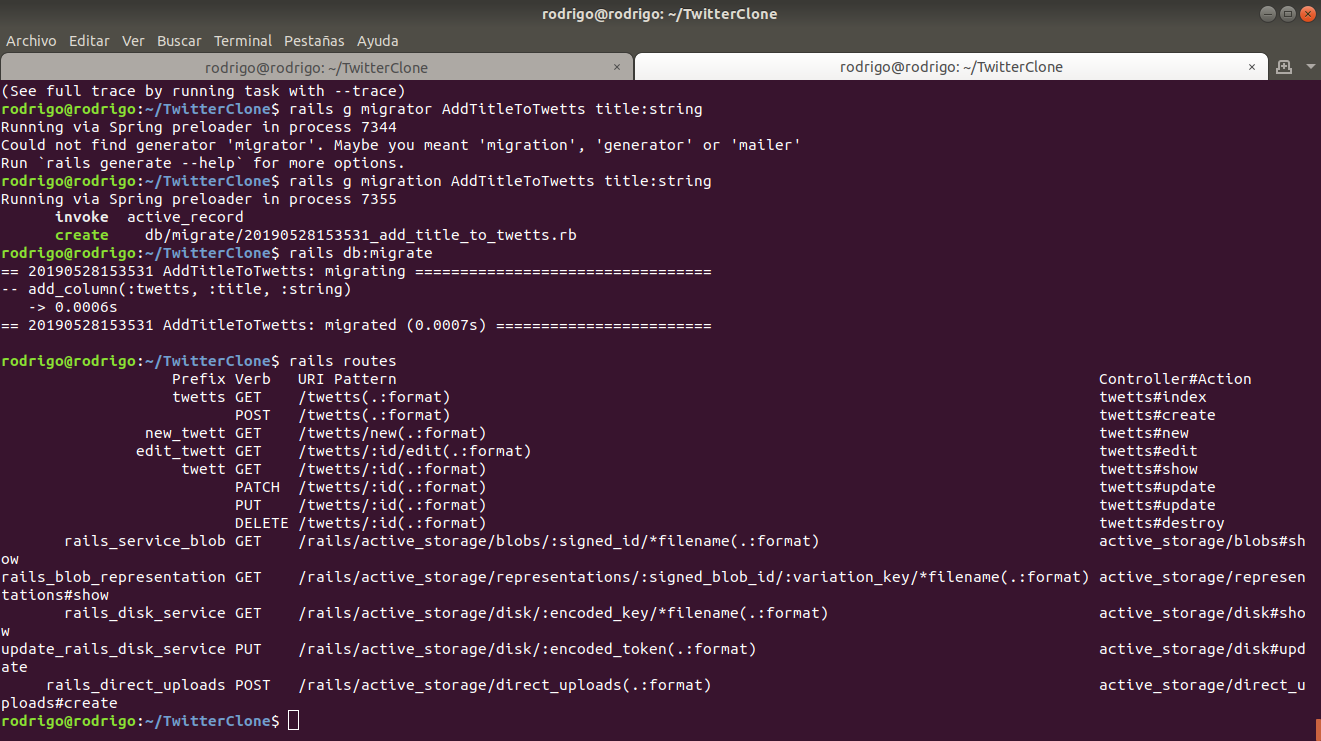 rodrigo@rodrigo: ~/TwitterClone
Archivo Editar Ver Buscar Terminal Pestañas Ayuda
rodrigo@rodrigo: ~/TwitterClone × rodrigo@rodrigo: ~/TwitterClone ×
(See full trace by running task with --trace)
rodrigo@rodrigo:~/TwitterClone$ rails g migrator AddTitleToTwetts title:string
Running via Spring preloader in process 7344
Could not find generator 'migrator'. Maybe you meant 'migration', 'generator' or 'mailer'
Run `rails generate --help` for more options.
rodrigo@rodrigo:~/TwitterClone$ rails g migration AddTitleToTwetts title:string
Running via Spring preloader in process 7355
      invoke  active_record
      create    db/migrate/20190528153531_add_title_to_twetts.rb
rodrigo@rodrigo:~/TwitterClone$ rails db:migrate
== 20190528153531 AddTitleToTwetts: migrating =================================
-- add_column(:twetts, :title, :string)
   -> 0.0006s
== 20190528153531 AddTitleToTwetts: migrated (0.0007s) ========================
rodrigo@rodrigo:~/TwitterClone$ rails routes
                   Prefix Verb   URI Pattern                                                                              Controller#Action
                   twetts GET    /twetts(.:format)                                                                        twetts#index
                          POST   /twetts(.:format)                                                                        twetts#create
                new_twett GET    /twetts/new(.:format)                                                                    twetts#new
               edit_twett GET    /twetts/:id/edit(.:format)                                                               twetts#edit
                    twett GET    /twetts/:id(.:format)                                                                    twetts#show
                          PATCH  /twetts/:id(.:format)                                                                    twetts#update
                          PUT    /twetts/:id(.:format)                                                                    twetts#update
                          DELETE /twetts/:id(.:format)                                                                    twetts#destroy
       rails_service_blob GET    /rails/active_storage/blobs/:signed_id/*filename(.:format)                               active_storage/blobs#sh
ow
rails_blob_representation GET    /rails/active_storage/representations/:signed_blob_id/:variation_key/*filename(.:format) active_storage/represen
tations#show
       rails_disk_service GET    /rails/active_storage/disk/:encoded_key/*filename(.:format)                              active_storage/disk#sho
w
update_rails_disk_service PUT    /rails/active_storage/disk/:encoded_token(.:format)                                      active_storage/disk#upd
ate
     rails_direct_uploads POST   /rails/active_storage/direct_uploads(.:format)                                           active_storage/direct_u
ploads#create
rodrigo@rodrigo:~/TwitterClone$